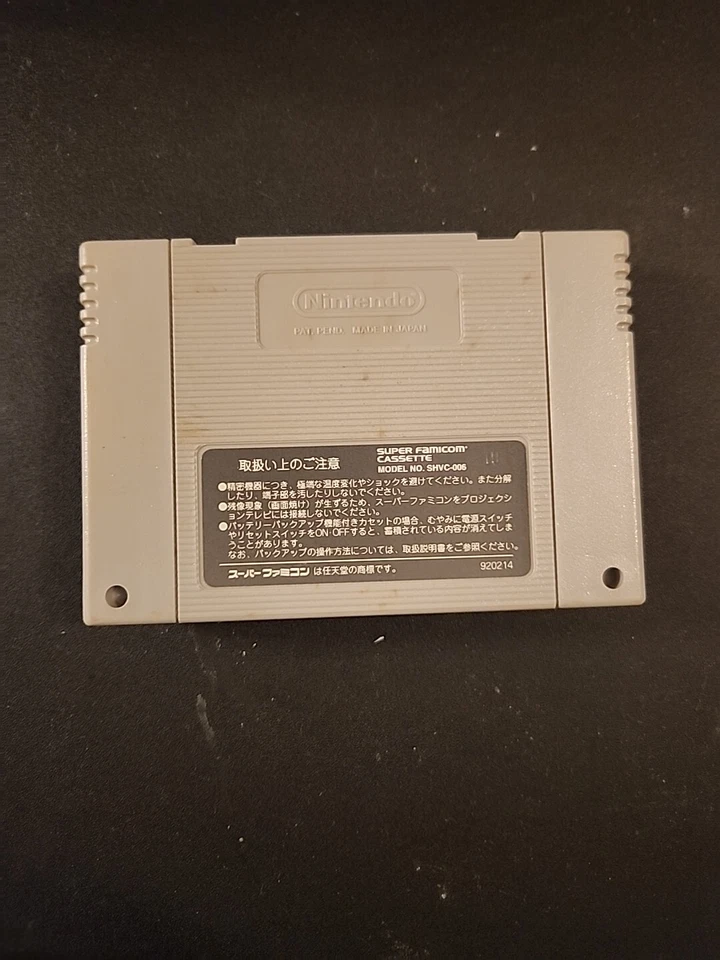 Nintendo
PAT. PEND. MADE IN JAPAN
取扱い上のご注意
SUPER FAMICOM
CASSETTE
MODEL NO. SHVC-006
●精密機器につき、極端な温度変化やショックを避けてください。また分解
したり、端子部を汚したりしないでください。
●残像現象（画面焼け）が生ずるため、スーパーファミコンをプロジェクシ
ョンテレビには接続しないでください。
●バッテリーバックアップ機能付きカセットの場合、むやみに電源スイッチ
やリセットスイッチをON・OFFすると、蓄積されている内容が消えてしま
うことがあります。
なお、バックアップの操作方法については、取扱説明書をご参照ください。
スーパーファミコンは任天堂の商標です。
920214